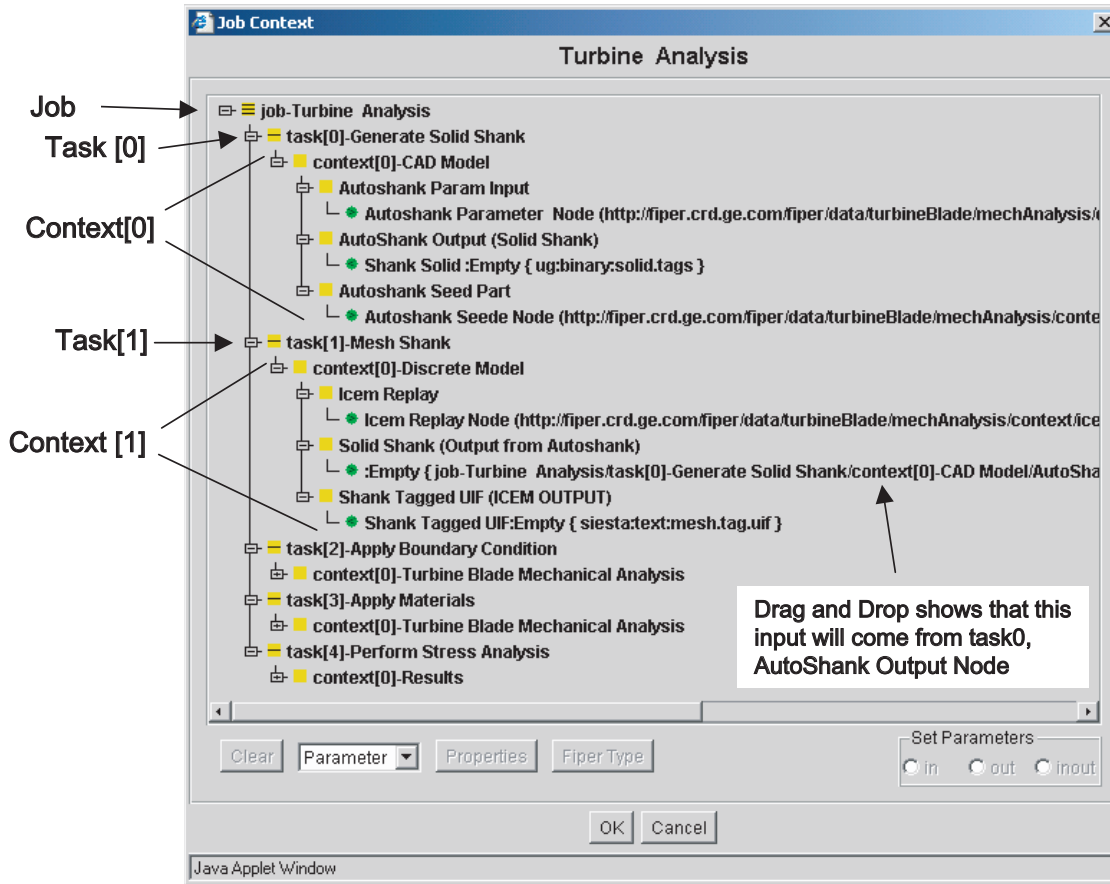 Job Context
Turbine Analysis
Job
job-Turbine Analysis
Task [0]
task[0]-Generate Solid Shank
context[0]-CAD Model
Autoshank Param Input
Autoshank Parameter Node (http://fiper.crd.ge.com/fiper/data/turbineBlade/mechAnalysis/
Context[0]
AutoShank Output (Solid Shank)
Shank Solid :Empty { ug:binary:solid.tags }
Autoshank Seed Part
Autoshank Seede Node (http://fiper.crd.ge.com/fiper/data/turbineBlade/mechAnalysis/conte
Task[1]
task[1]-Mesh Shank
context[0]-Discrete Model
Icem Replay
Icem Replay Node (http://fiper.crd.ge.com/fiper/data/turbineBlade/mechAnalysis/context/ice
Context [1]
Solid Shank (Output from Autoshank)
:Empty { job-Turbine Analysis/task[0]-Generate Solid Shank/context[0]-CAD Model/AutoSha
Shank Tagged UIF (ICEM OUTPUT)
Shank Tagged UIF:Empty { siesta:text:mesh.tag.uif }
task[2]-Apply Boundary Condition
context[0]-Turbine Blade Mechanical Analysis
task[3]-Apply Materials
context[0]-Turbine Blade Mechanical Analysis
task[4]-Perform Stress Analysis
context[0]-Results
Drag and Drop shows that this
input will come from task0,
AutoShank Output Node
Clear
Parameter
Properties
Fiper Type
Set Parameters
in
out
inout
OK
Cancel
Java Applet Window